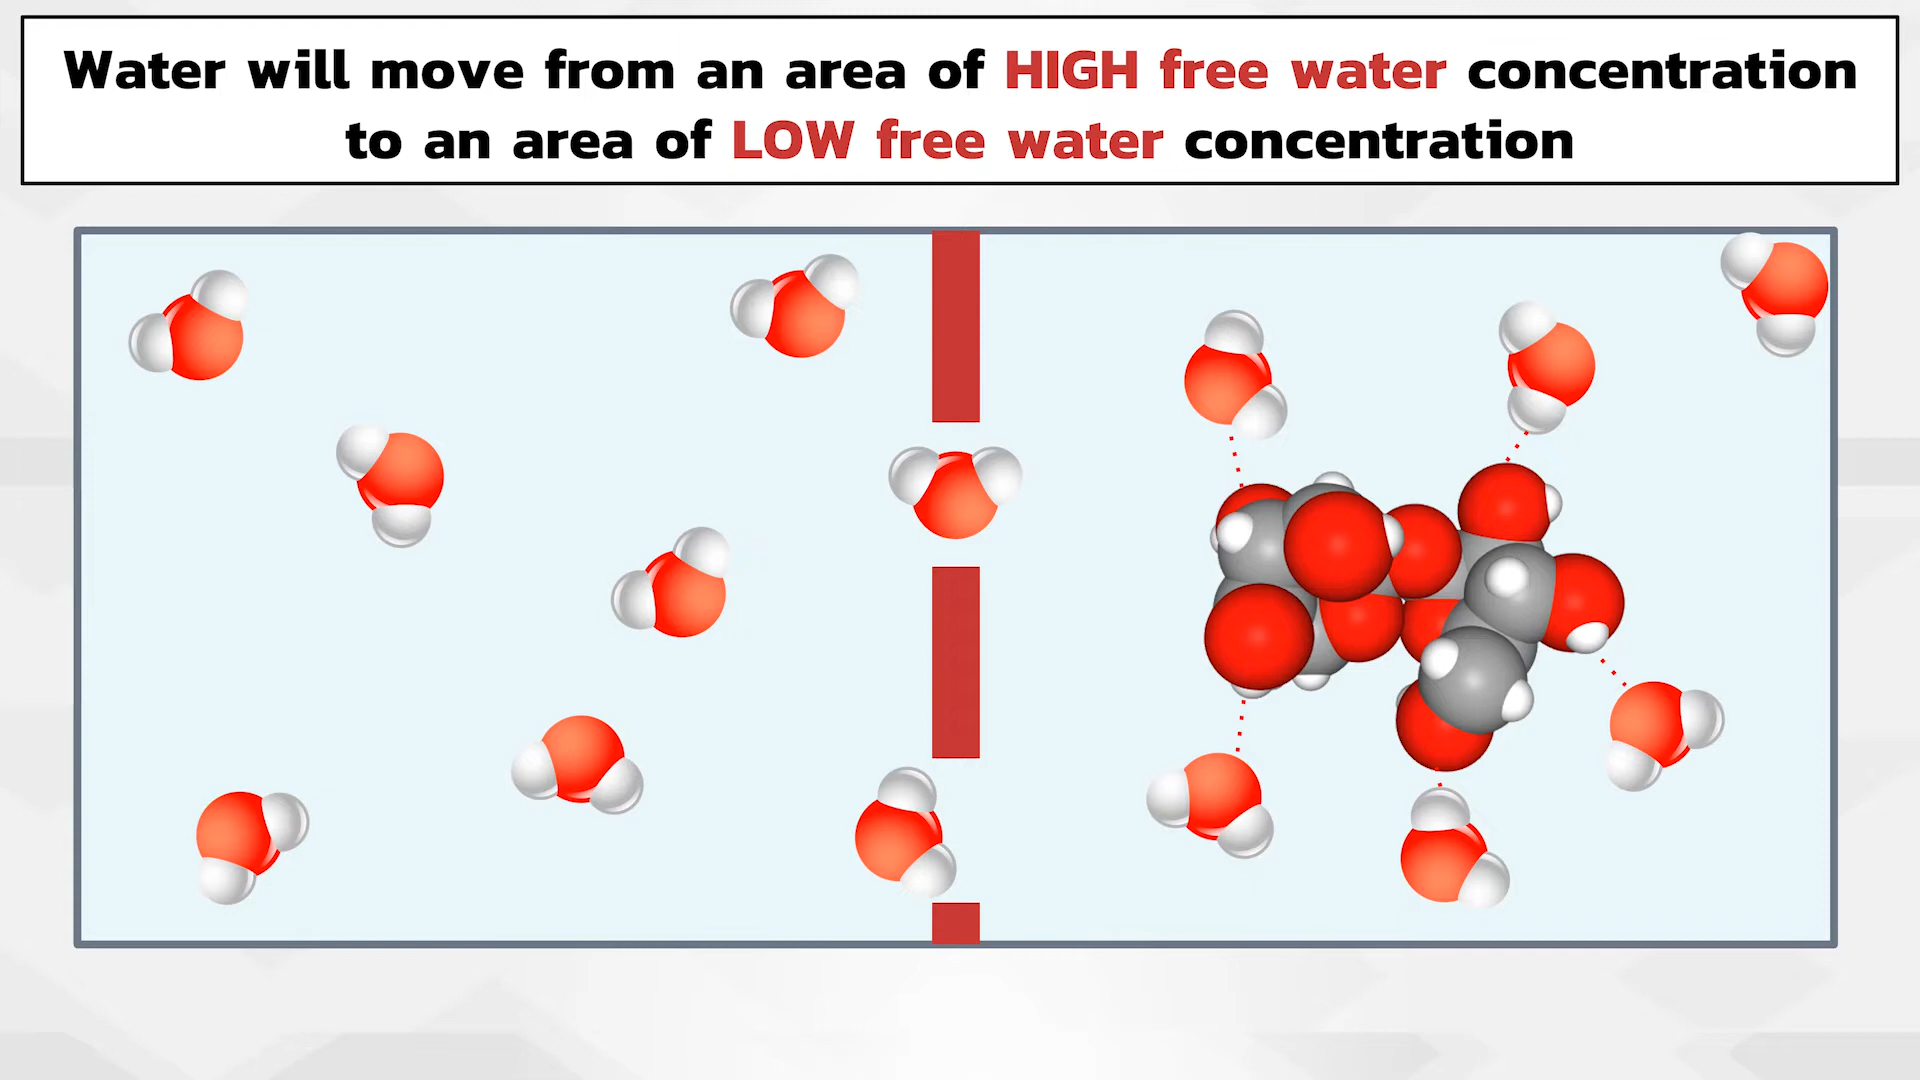 Water will move from an area of HIGH free water concentration
to an area of LOW free water concentration